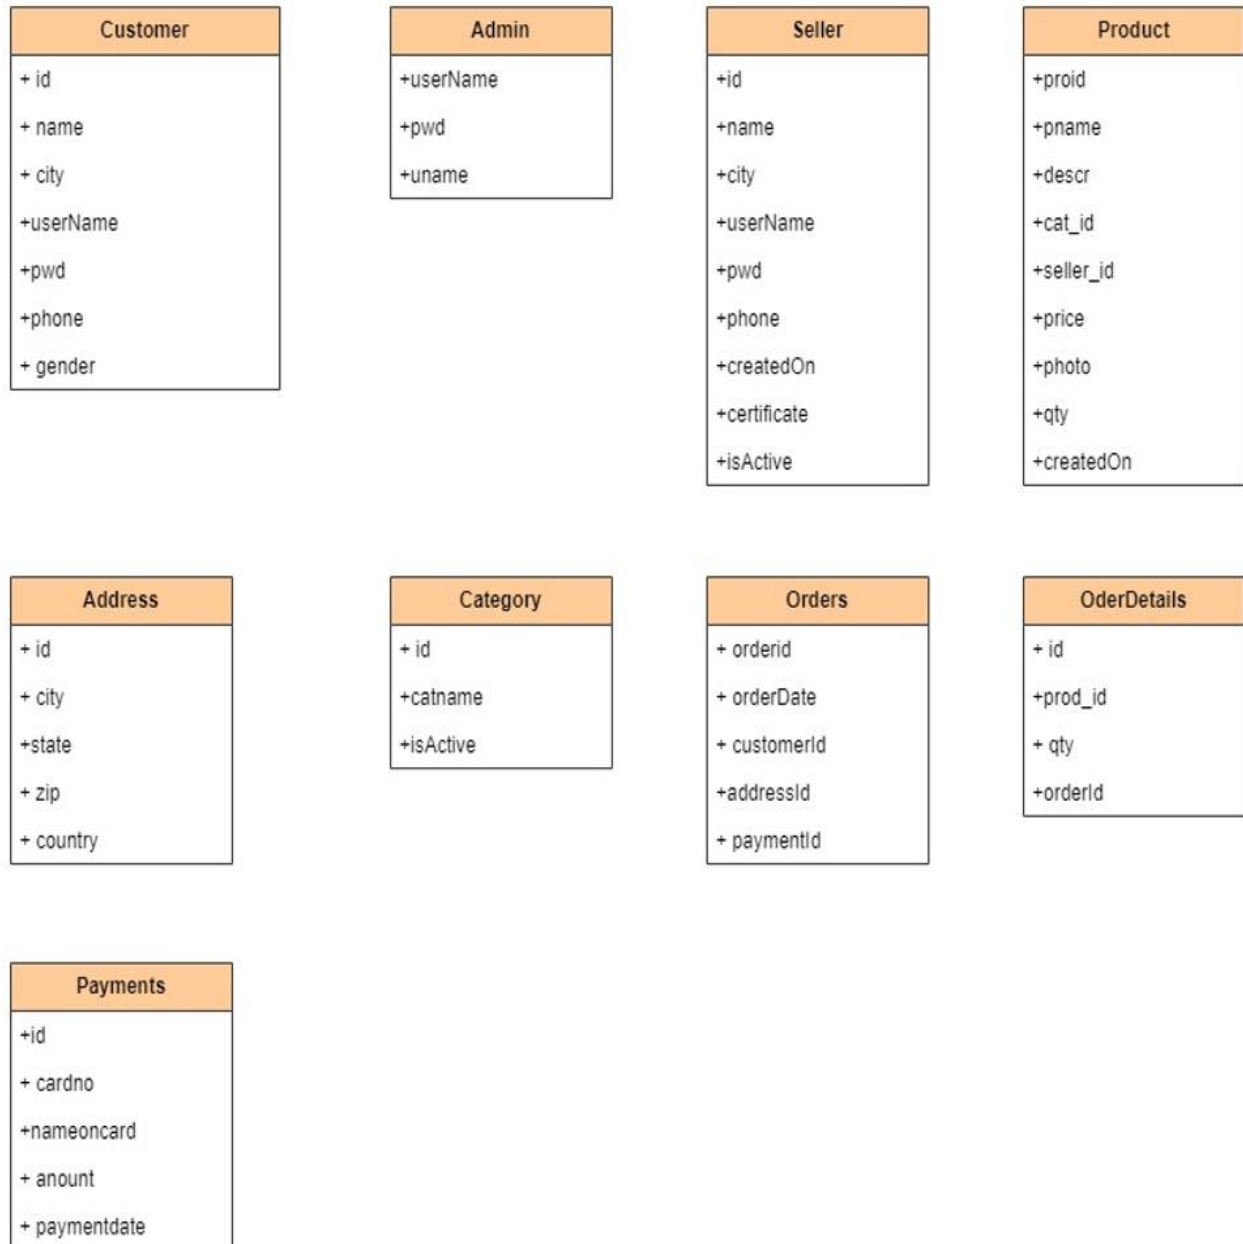 Customer
+ id
+ name
+ city
+userName
+pwd
+phone
+ gender
Admin
+userName
+pwd
+uname
Seller
+id
+name
+city
+userName
+pwd
+phone
+createdOn
+certificate
+isActive
Product
+proid
+pname
+descr
+cat_id
+seller_id
+price
+photo
+qty
+createdOn
Address
+ id
+ city
+state
+ zip
+ country
Category
+ id
+catname
+isActive
Orders
+ orderid
+ orderDate
+ customerId
+addressId
+ paymentId
OderDetails
+ id
+prod_id
+ qty
+orderId
Payments
+id
+ cardno
+nameoncard
+ anount
+ paymentdate